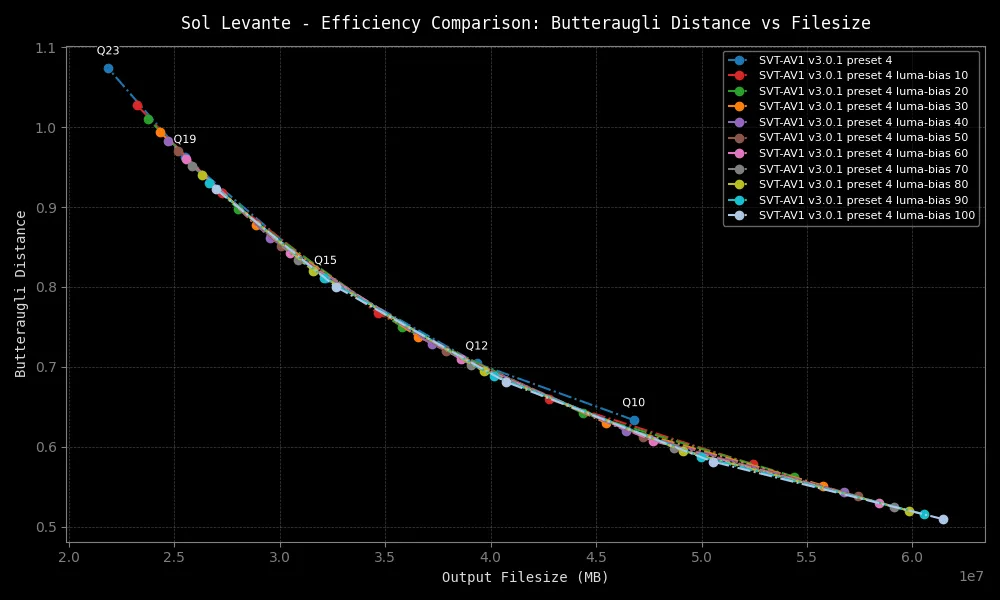 Sol Levante - Efficiency Comparison: Butteraugli Distance vs Filesize
1.1
1.0
0.9
0.8
0.7
0.6
0.5
Butteraugli Distance
Q23
Q19
Q15
Q12
Q10
SVT-AV1 v3.0.1 preset 4
SVT-AV1 v3.0.1 preset 4 luma-bias 10
SVT-AV1 v3.0.1 preset 4 luma-bias 20
SVT-AV1 v3.0.1 preset 4 luma-bias 30
SVT-AV1 v3.0.1 preset 4 luma-bias 40
SVT-AV1 v3.0.1 preset 4 luma-bias 50
SVT-AV1 v3.0.1 preset 4 luma-bias 60
SVT-AV1 v3.0.1 preset 4 luma-bias 70
SVT-AV1 v3.0.1 preset 4 luma-bias 80
SVT-AV1 v3.0.1 preset 4 luma-bias 90
SVT-AV1 v3.0.1 preset 4 luma-bias 100
2.0 2.5 3.0 3.5 4.0 4.5 5.0 5.5 6.0
1e7
Output Filesize (MB)